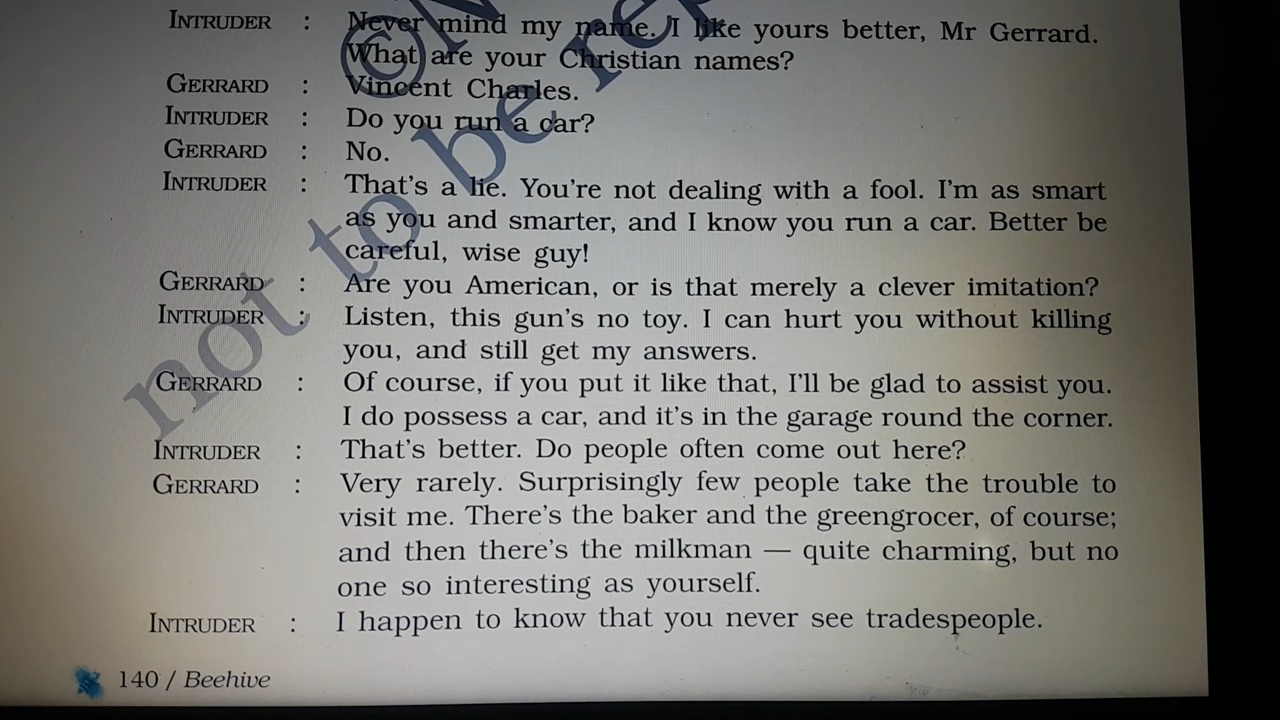 INTRUDER : Never mind my name. I like yours better, Mr Gerrard.
What are your Christian names?
GERRARD : Vincent Charles.
INTRUDER : Do you run a car?
GERRARD : No.
INTRUDER : That's a lie. You're not dealing with a fool. I'm as smart
as you and smarter, and I know you run a car. Better be
careful, wise guy!
GERRARD : Are you American, or is that merely a clever imitation?
INTRUDER : Listen, this gun's no toy. I can hurt you without killing
you, and still get my answers.
GERRARD : Of course, if you put it like that, I'll be glad to assist you.
I do possess a car, and it's in the garage round the corner.
INTRUDER : That's better. Do people often come out here?
GERRARD : Very rarely. Surprisingly few people take the trouble to
visit me. There's the baker and the greengrocer, of course;
and then there's the milkman — quite charming, but no
one so interesting as yourself.
INTRUDER : I happen to know that you never see tradespeople.
140 / Beehive
©
not to be